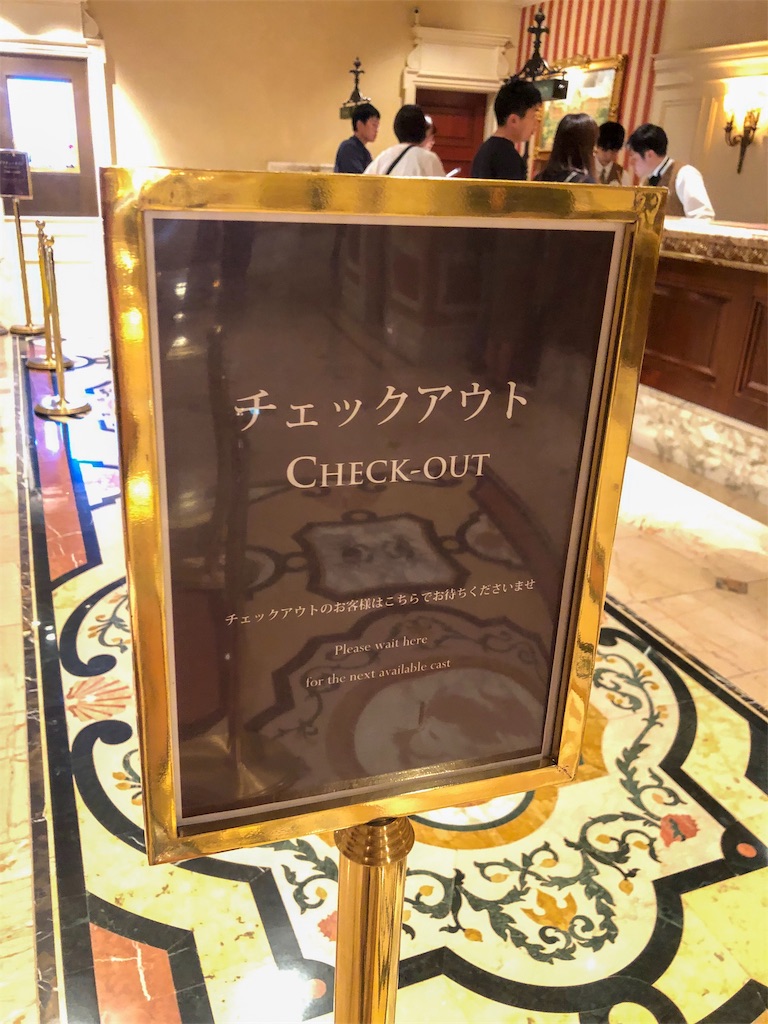 チェックアウト
CHECK-OUT
チェックアウトのお客様はこちらでお待ちくださいませ
Please wait here
for the next available cast